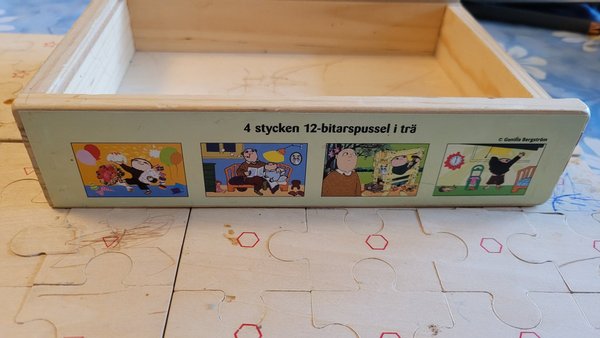 4 stycken 12-bitarspussel i trä
© Gunilla Bergström